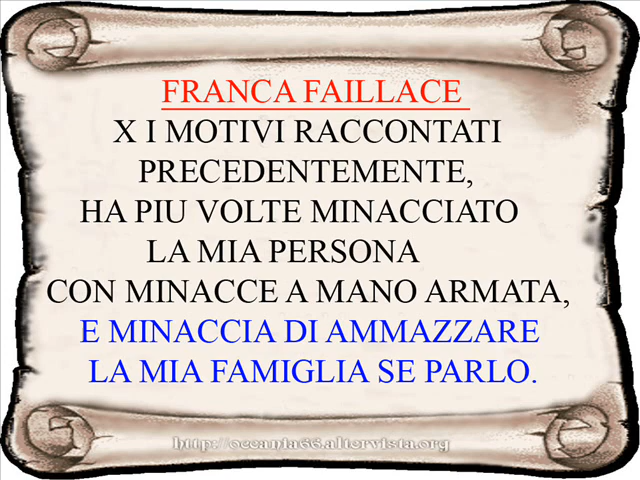 FRANCA FAILLACE
X I MOTIVI RACCONTATI
PRECEDENTEMENTE,
HA PIU VOLTE MINACCIATO
LA MIA PERSONA
CON MINACCE A MANO ARMATA,
E MINACCIA DI AMMAZZARE
LA MIA FAMIGLIA SE PARLO.
http://oceania66.altervista.org